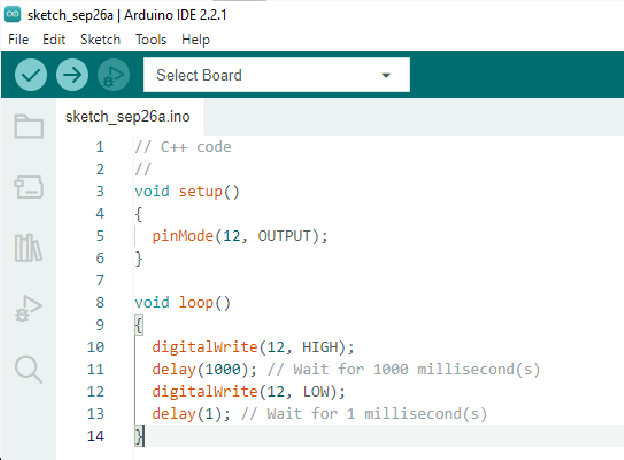 sketch_sep26a | Arduino IDE 2.2.1
File Edit Sketch Tools Help
Select Board
sketch_sep26a.ino
1 // C++ code
2 //
3 void setup()
4 {
5   pinMode(12, OUTPUT);
6 }
7
8 void loop()
9 {
10   digitalWrite(12, HIGH);
11   delay(1000); // Wait for 1000 millisecond(s)
12   digitalWrite(12, LOW);
13   delay(1); // Wait for 1 millisecond(s)
14 }